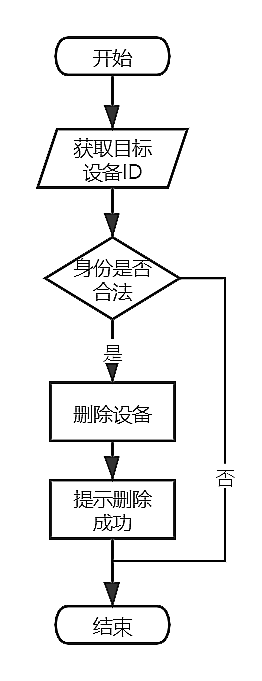 开始
获取目标
设备ID
身份是否
合法
是
删除设备
提示删除
成功
否
结束